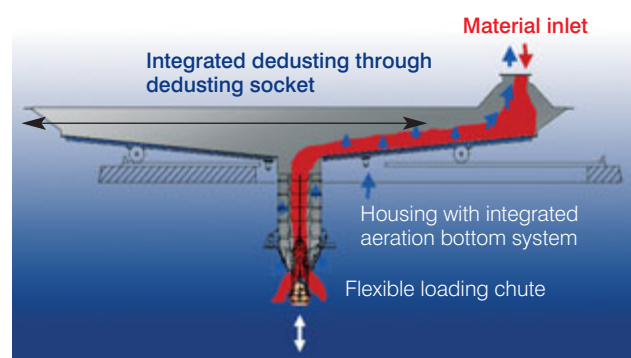 Material inlet
Integrated dedusting through
dedusting socket
Housing with integrated
aeration bottom system
Flexible loading chute